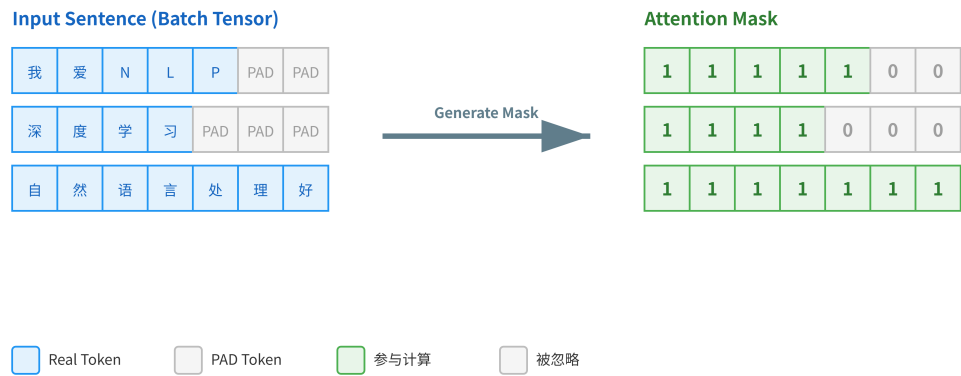 Input Sentence (Batch Tensor) Attention Mask
我 爱 N L P PAD PAD 1 1 1 1 1 0 0
Generate Mask
深 度 学 习 PAD PAD PAD 1 1 1 1 0 0 0
自 然 语 言 处 理 好 1 1 1 1 1 1 1
Real Token PAD Token 参与计算 被忽略